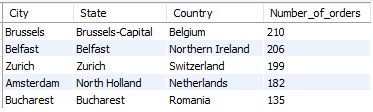 City State Country Number_of_orders
Brussels Brussels-Capital Belgium 210
Belfast Belfast Northern Ireland 206
Zurich Zurich Switzerland 199
Amsterdam North Holland Netherlands 182
Bucharest Bucharest Romania 135